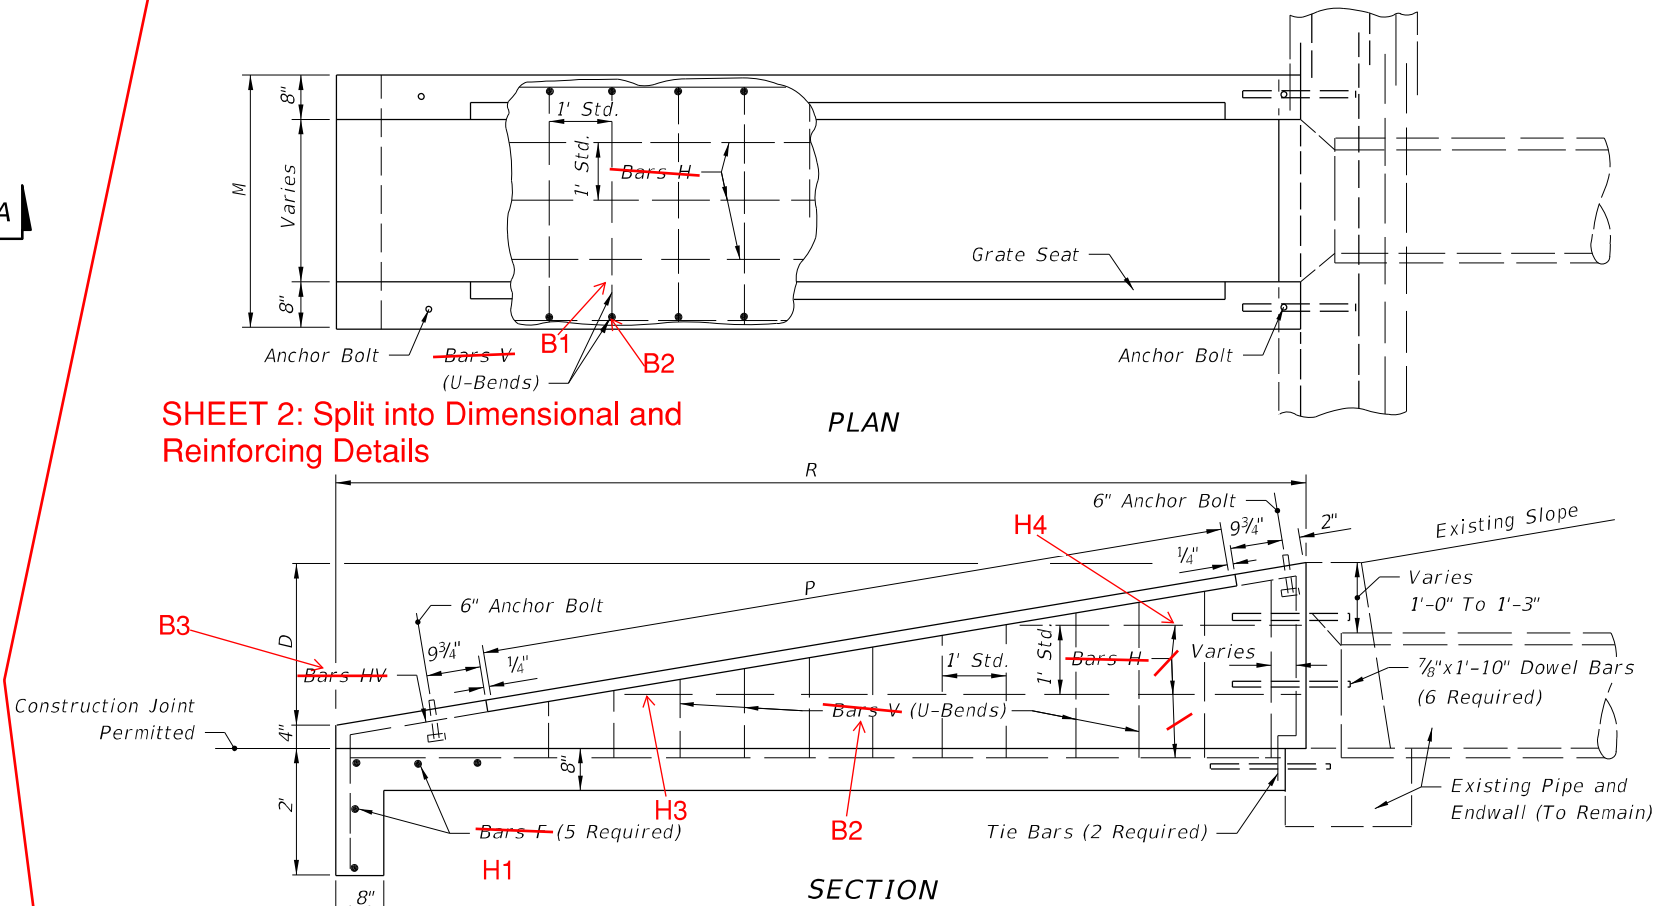 A
8"
M
Varies
8"
1' Std.
1' Std.
Bars H
Grate Seat
Anchor Bolt
Bars V
(U-Bends)
B1
B2
Anchor Bolt
SHEET 2: Split into Dimensional and
Reinforcing Details
PLAN
R
6" Anchor Bolt
H4
9¾"
2"
Existing Slope
¼"
P
Varies
1'-0" To 1'-3"
6" Anchor Bolt
B3
D
9¾"
¼"
Bars HV
1' Std.
1' Std.
Bars H
Varies
⅞"x1'-10" Dowel Bars
(6 Required)
Construction Joint
Permitted
4"
Bars V (U-Bends)
8"
2'
H3
B2
Bars F (5 Required)
H1
Tie Bars (2 Required)
Existing Pipe and
Endwall (To Remain)
8"
SECTION